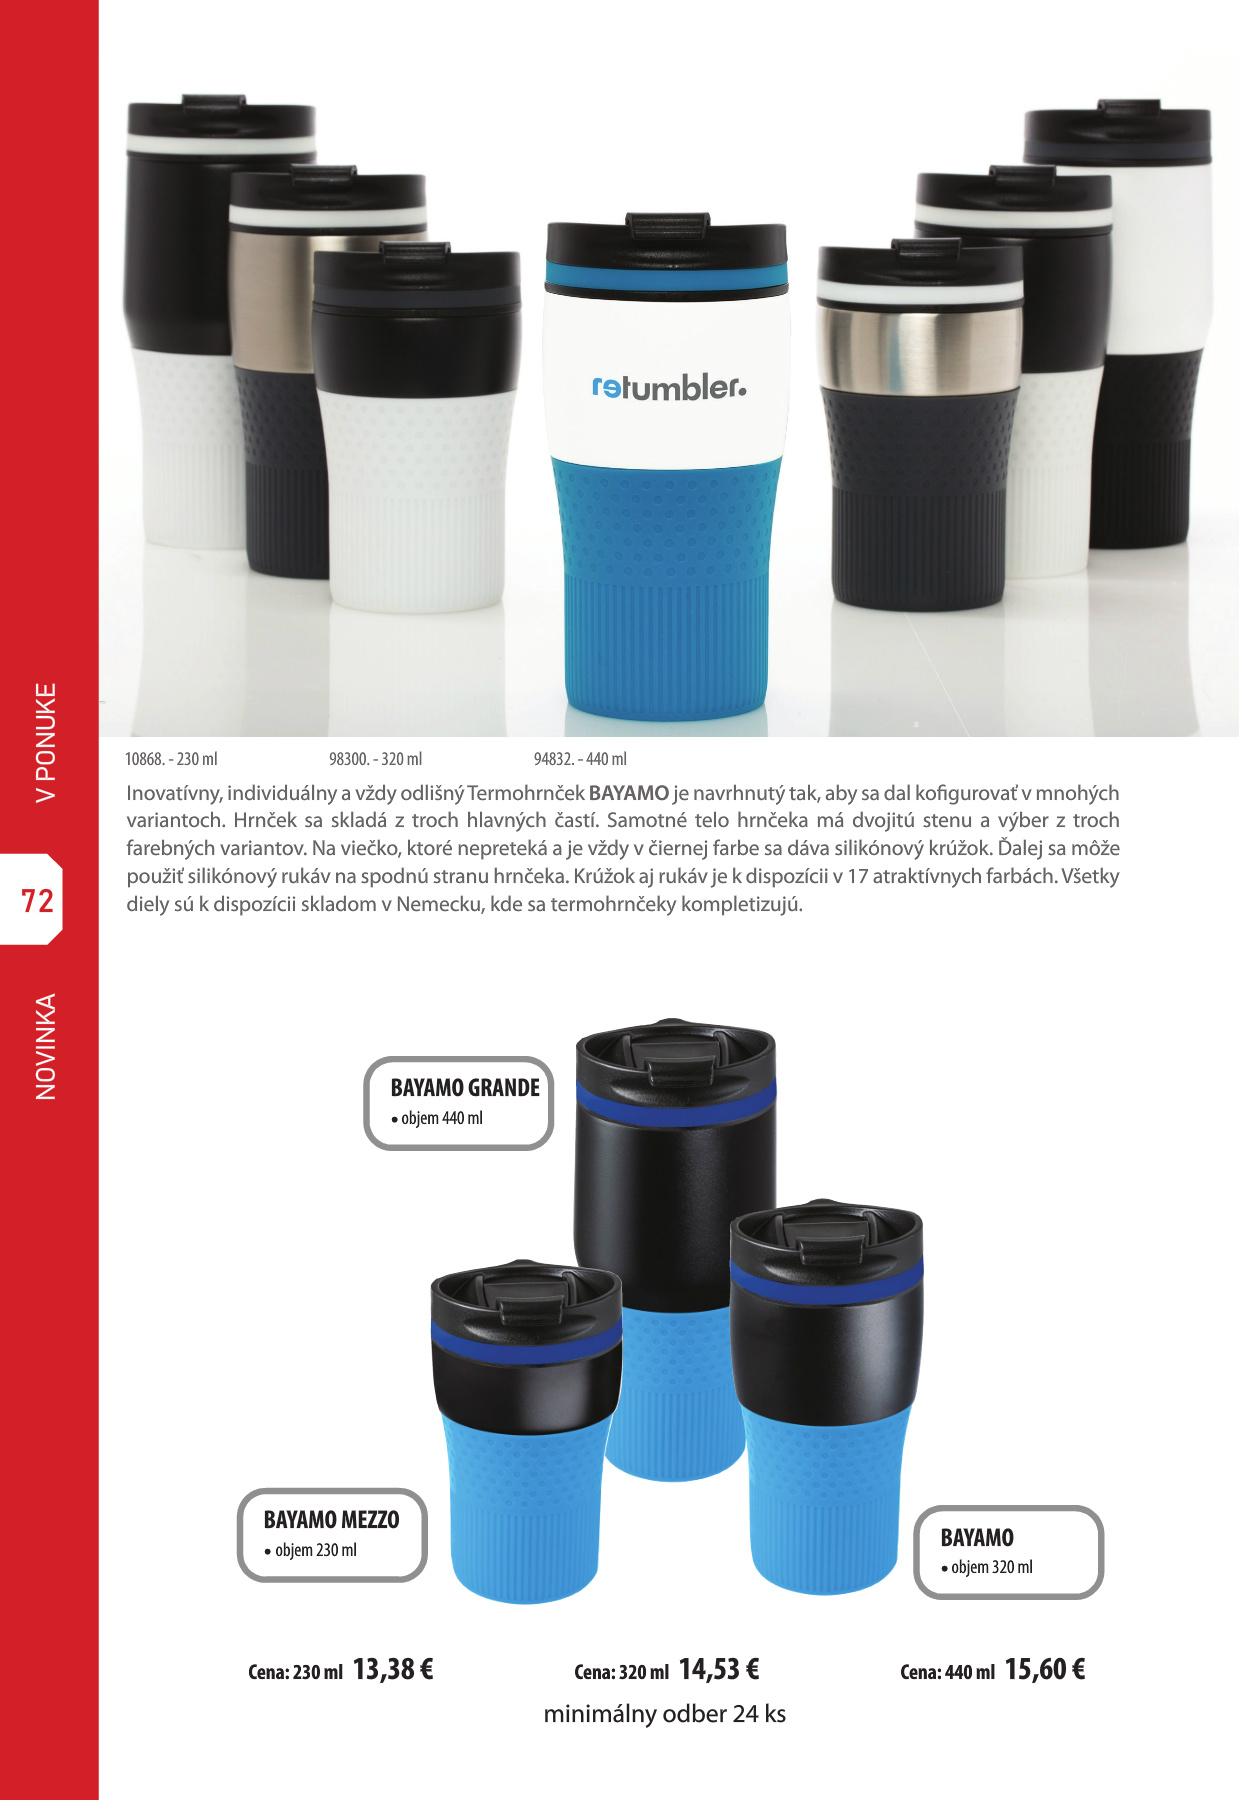 retumbler.
10868. - 230 ml
98300. - 320 ml
94832. - 440 ml
Inovatívny, individuálny a vždy odlišný Termohrnček BAYAMO je navrhnutý tak, aby sa dal kofigurovať v mnohých
variantoch. Hrnček sa skladá z troch hlavných častí. Samotné telo hrnčeka má dvojitú stenu a výber z troch
farebných variantov. Na viečko, ktoré nepreteká a je vždy v čiernej farbe sa dáva silikónový krúžok. Ďalej sa môže
použiť silikónový rukáv na spodnú stranu hrnčeka. Krúžok aj rukáv je k dispozícii v 17 atraktívnych farbách. Všetky
diely sú k dispozícii skladom v Nemecku, kde sa termohrnčeky kompletizujú.
V PONUKE
72
NOVINKA
BAYAMO GRANDE
• objem 440 ml
BAYAMO MEZZO
• objem 230 ml
BAYAMO
• objem 320 ml
Cena: 230 ml 13,38 €
Cena: 320 ml 14,53 €
Cena: 440 ml 15,60 €
minimálny odber 24 ks